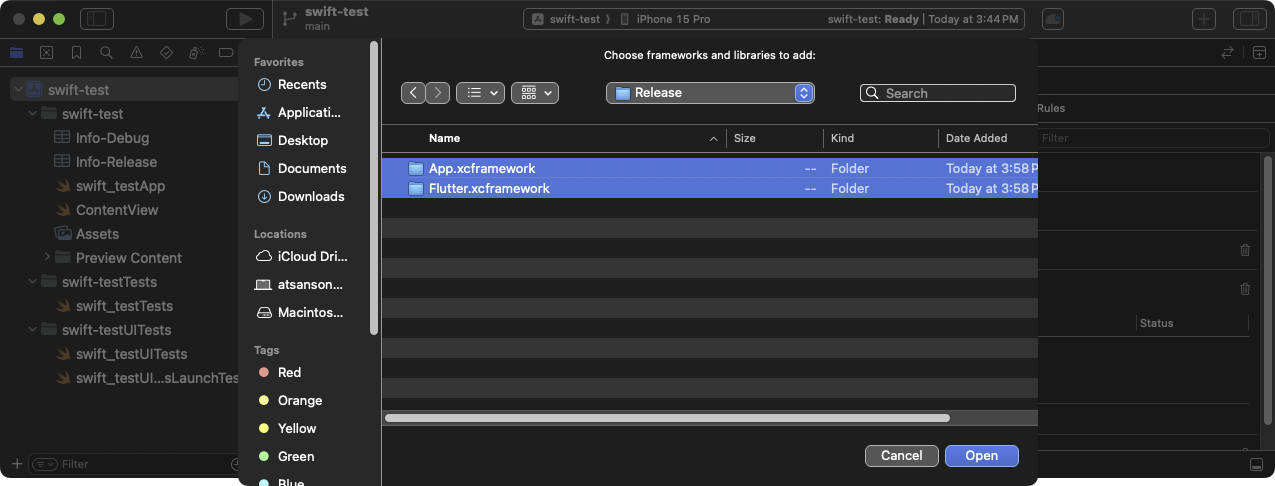 swift-test
main
swift-test
iPhone 15 Pro
swift-test: Ready | Today at 3:44 PM
swift-test
swift-test
Info-Debug
Info-Release
swift_testApp
ContentView
Assets
Preview Content
swift-testTests
swift_testTests
swift-testUITests
swift_testUITests
swift_testUI...sLaunchTes
Filter
Favorites
Recents
Applicati...
Desktop
Documents
Downloads
Locations
iCloud Dri...
atsanson...
Macintos...
Tags
Red
Orange
Yellow
Green
Blue
Choose frameworks and libraries to add:
Release
Search
Name Size Kind Date Added
App.xcframework -- Folder Today at 3:58 P
Flutter.xcframework -- Folder Today at 3:58 P
Cancel Open
Rules
Filter
Status